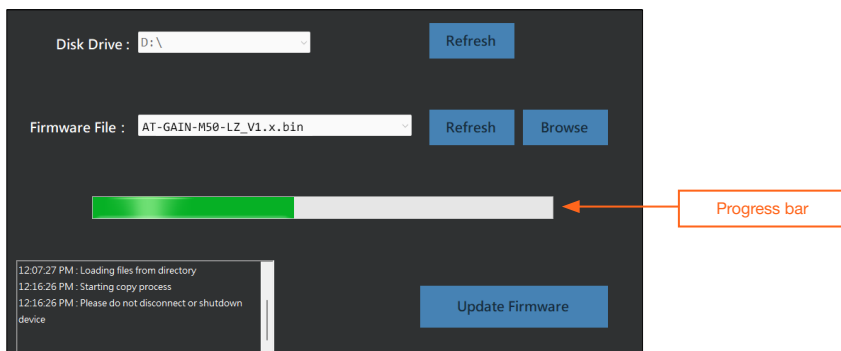 Disk Drive : D:\ Refresh
Firmware File : AT-GAIN-M50-LZ_V1.x.bin Refresh Browse
Progress bar
12:07:27 PM : Loading files from directory
12:16:26 PM : Starting copy process
12:16:26 PM : Please do not disconnect or shutdown
device
Update Firmware